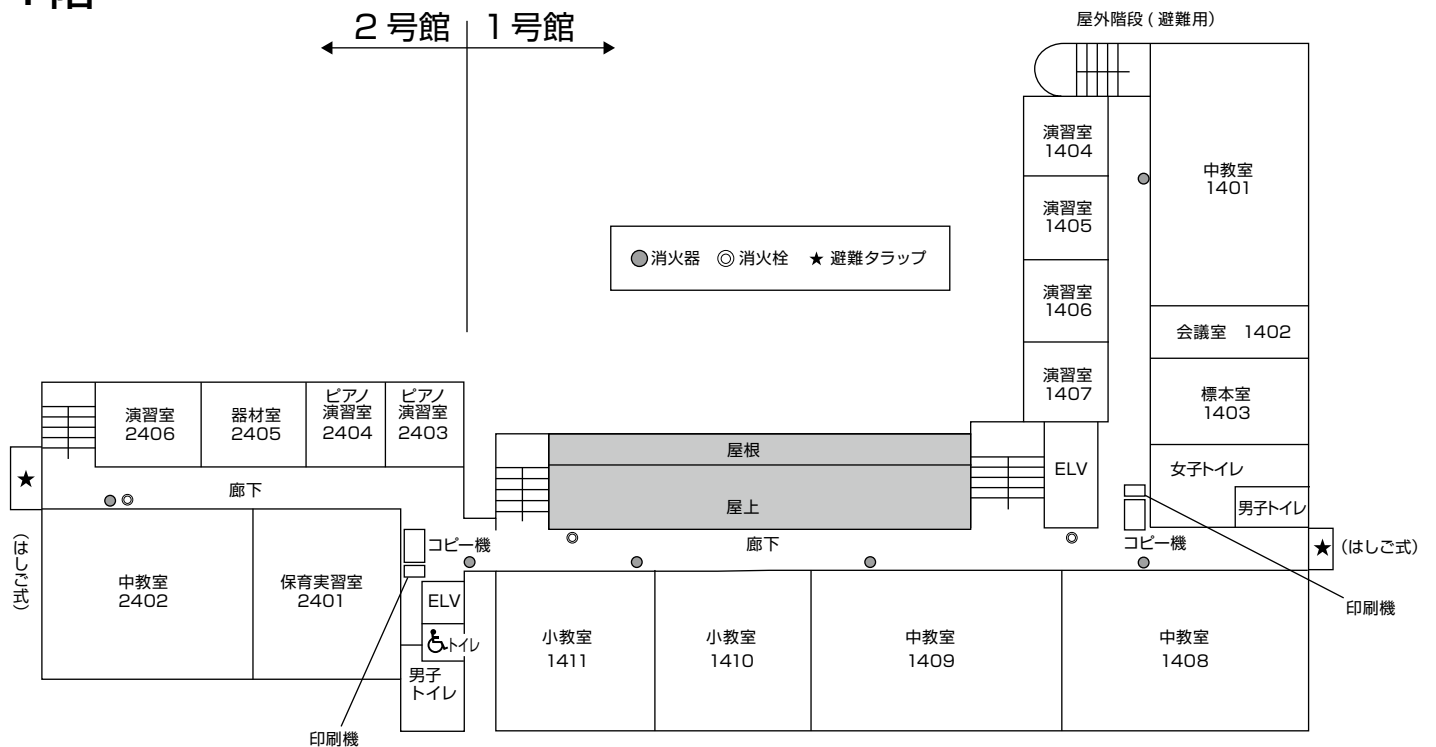 2 号館
1 号館
屋外階段 ( 避難用)
演習室
1404
中教室
1401
演習室
1405
消火器
消火栓
★ 避難タラップ
演習室
1406
会議室 1402
演習室
1407
標本室
1403
演習室
2406
器材室
2405
ピアノ
演習室
2404
ピアノ
演習室
2403
屋根
ELV
女子トイレ
★
廊下
屋上
男子トイレ
(はしご式)
コピー機
廊下
コピー機
★ (はしご式)
中教室
2402
保育実習室
2401
ELV
印刷機
トイレ
小教室
1411
小教室
1410
中教室
1409
中教室
1408
男子
トイレ
印刷機